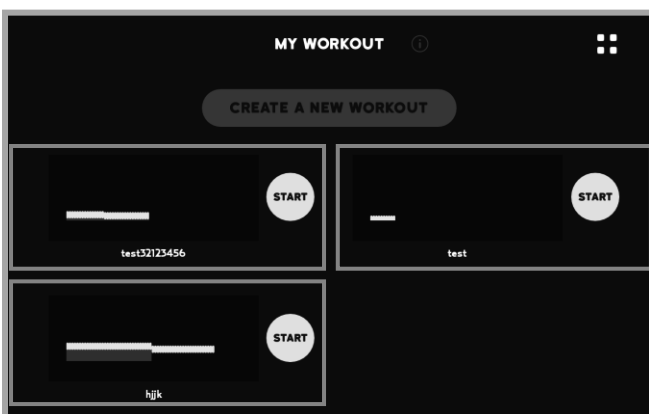 MY WORKOUT
CREATE A NEW WORKOUT
START
test32123456
START
test
START
hjjk